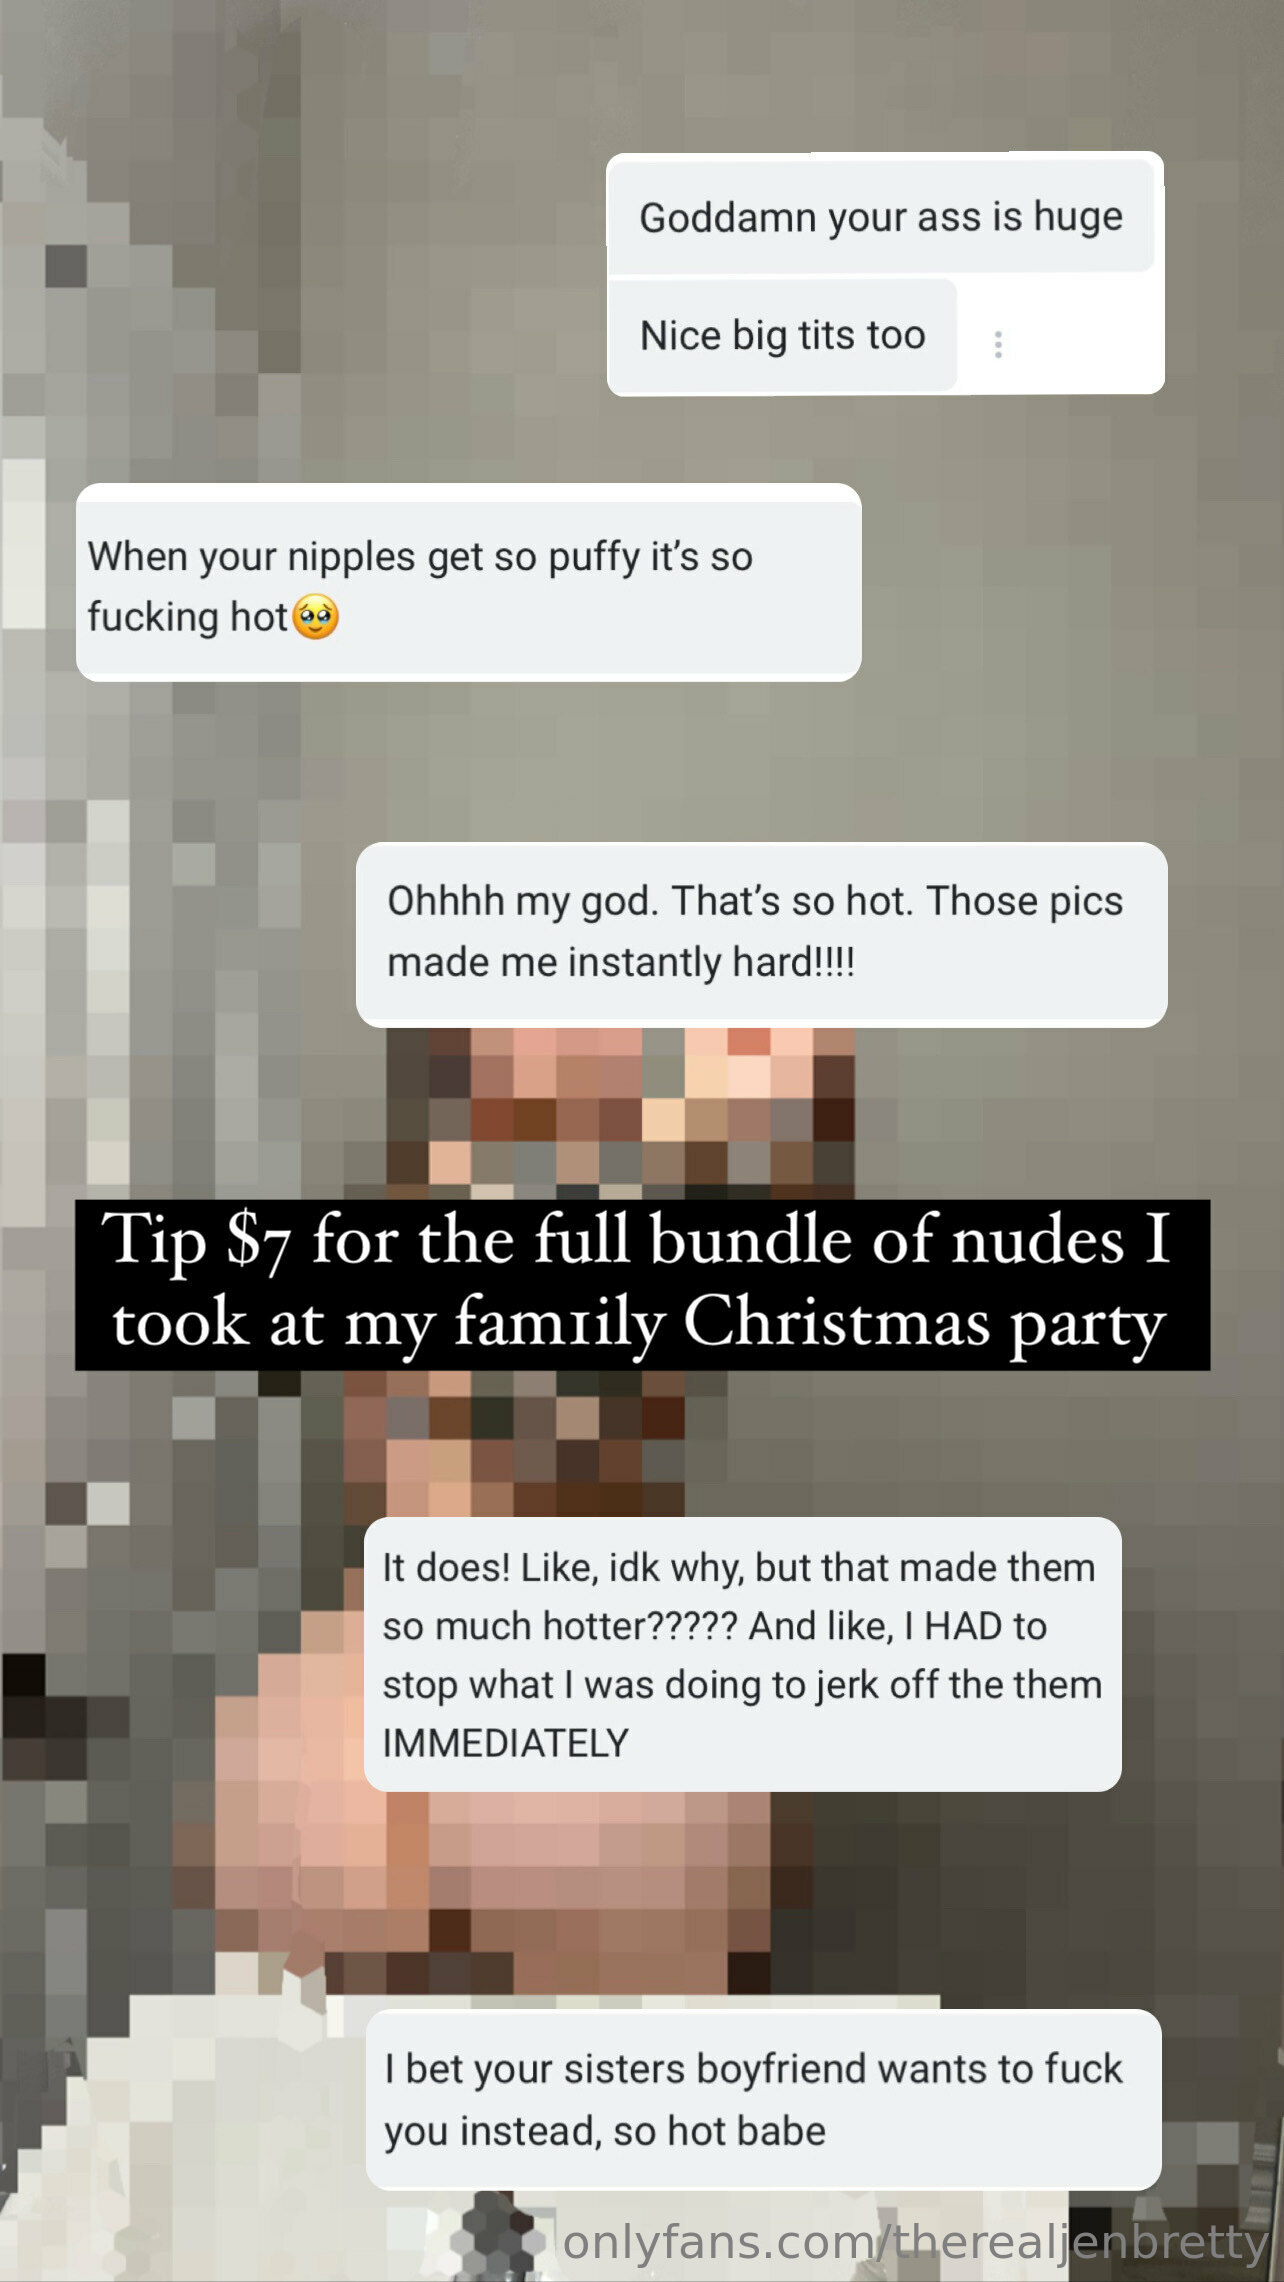 Goddamn your ass is huge
Nice big tits too
When your nipples get so puffy it's so
fucking hot🥹
Ohhhh my god. That's so hot. Those pics
made me instantly hard!!!!
Tip $7 for the full bundle of nudes I
took at my famıily Christmas party
It does! Like, idk why, but that made them
so much hotter????? And like, I HAD to
stop what I was doing to jerk off the them
IMMEDIATELY
I bet your sisters boyfriend wants to fuck
you instead, so hot babe
onlyfans.com/therealjenbretty